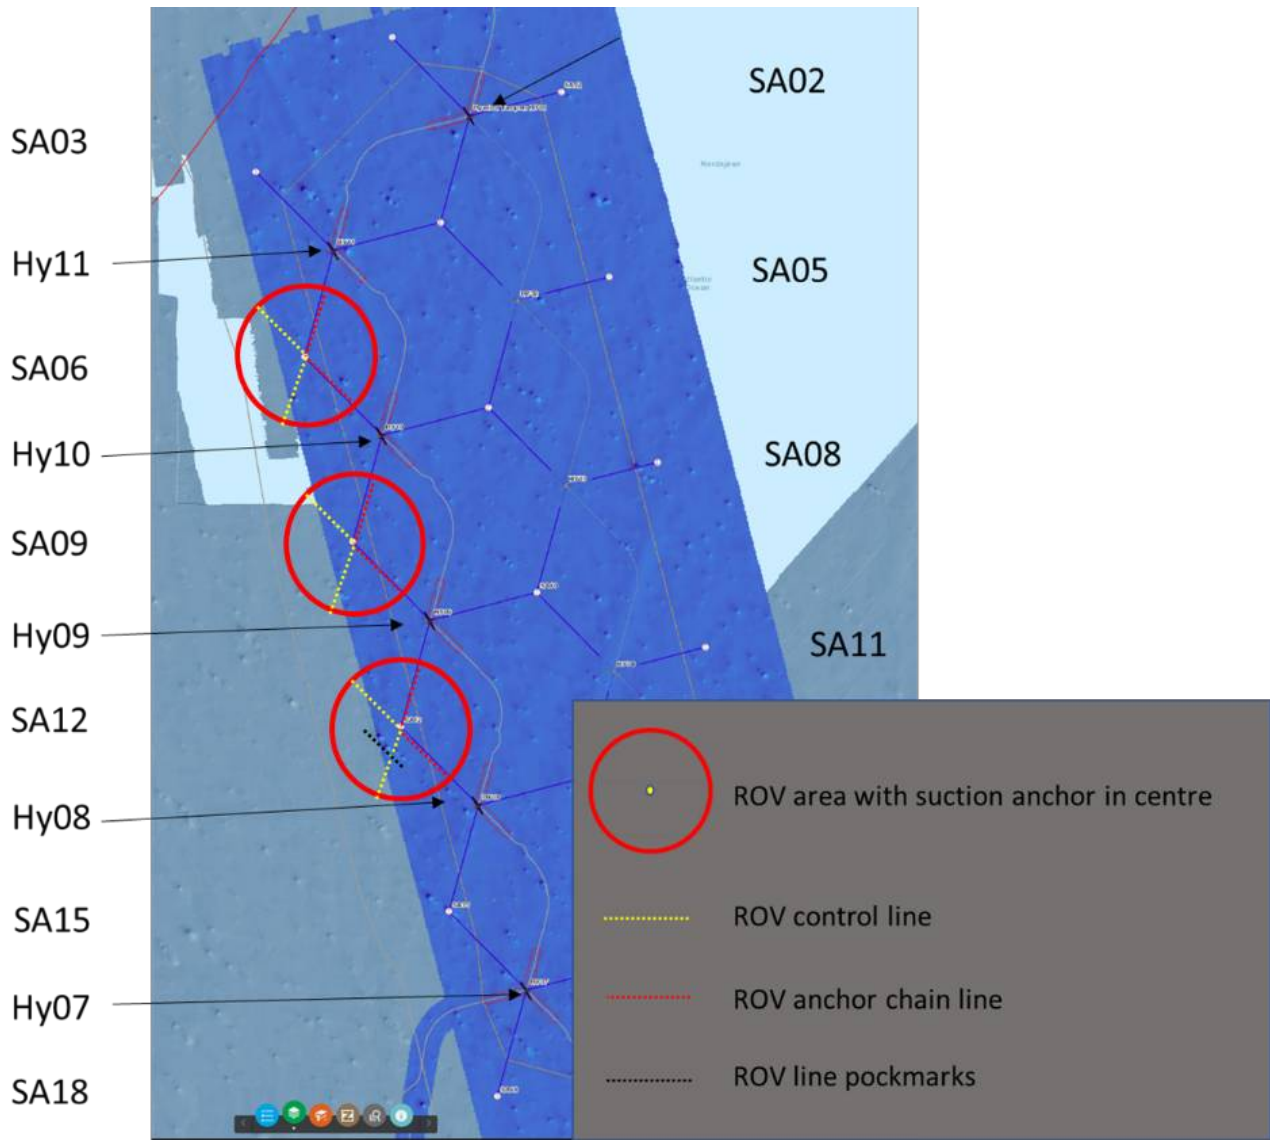 SA02
SA03
Hy11
SA05
SA06
Hy10
SA08
SA09
Hy09
SA11
SA12
Hy08
SA15
Hy07
SA18
ROV area with suction anchor in centre
ROV control line
ROV anchor chain line
ROV line pockmarks